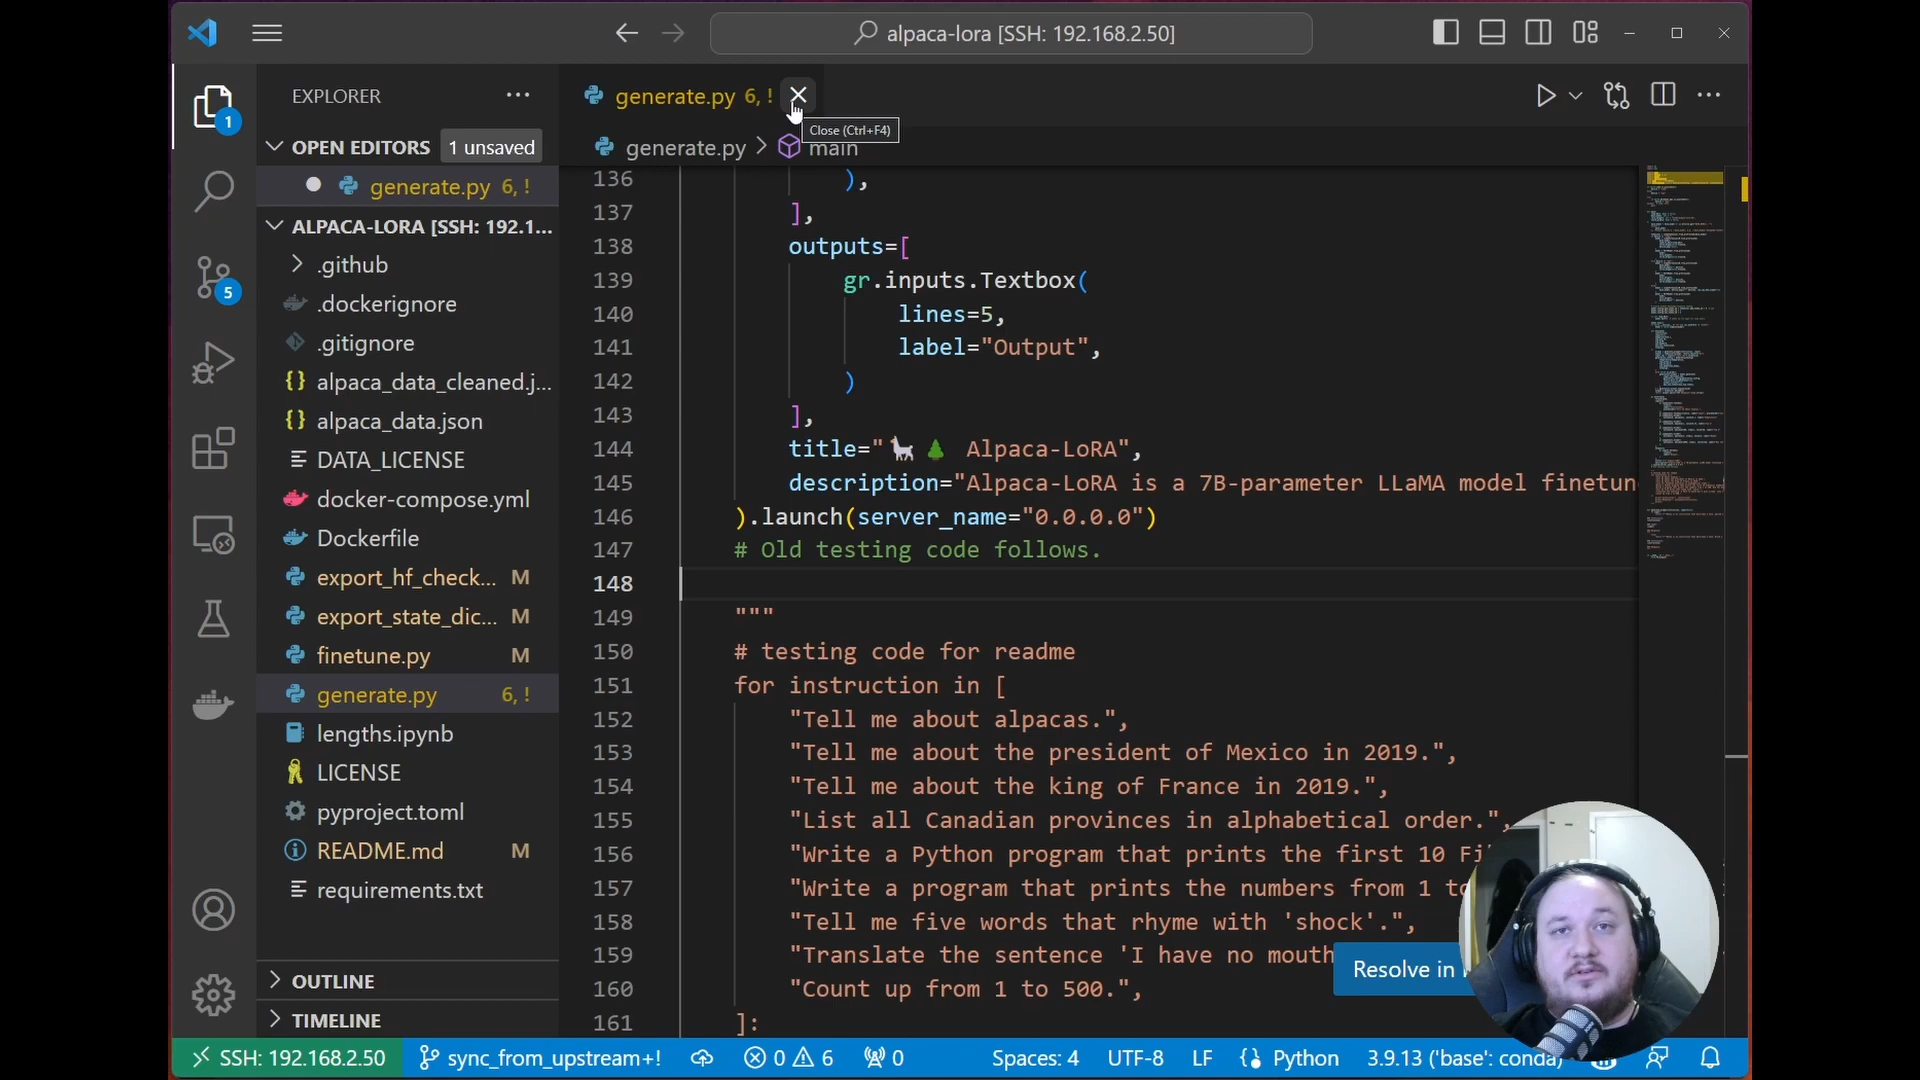 alpaca-lora [SSH: 192.168.2.50]
EXPLORER
OPEN EDITORS
1 unsaved
generate.py 6, !
ALPACA-LORA [SSH: 192.1...
.github
.dockerignore
.gitignore
alpaca_data_cleaned.j...
alpaca_data.json
DATA_LICENSE
docker-compose.yml
Dockerfile
export_hf_check... M
export_state_dic... M
finetune.py M
generate.py 6, !
lengths.ipynb
LICENSE
pyproject.toml
README.md M
requirements.txt
OUTLINE
TIMELINE
1
5
generate.py 6, !
Close (Ctrl+F4)
generate.py > main
136 ),
137 ],
138 outputs=[
139 gr.inputs.Textbox(
140 lines=5,
141 label="Output",
142 )
143 ],
144 title="🦙🌲 Alpaca-LoRA",
145 description="Alpaca-LoRA is a 7B-parameter LLaMA model finetun
146 ).launch(server_name="0.0.0.0")
147 # Old testing code follows.
148
149 """
150 # testing code for readme
151 for instruction in [
152 "Tell me about alpacas.",
153 "Tell me about the president of Mexico in 2019.",
154 "Tell me about the king of France in 2019.",
155 "List all Canadian provinces in alphabetical order.",
156 "Write a Python program that prints the first 10 Fi
157 "Write a program that prints the numbers from 1 to
158 "Tell me five words that rhyme with 'shock'.",
159 "Translate the sentence 'I have no mouth
160 "Count up from 1 to 500.",
161 ]:
Resolve in
SSH: 192.168.2.50
sync_from_upstream+!
0 6
0
Spaces: 4
UTF-8
LF
Python
3.9.13 ('base': conda)